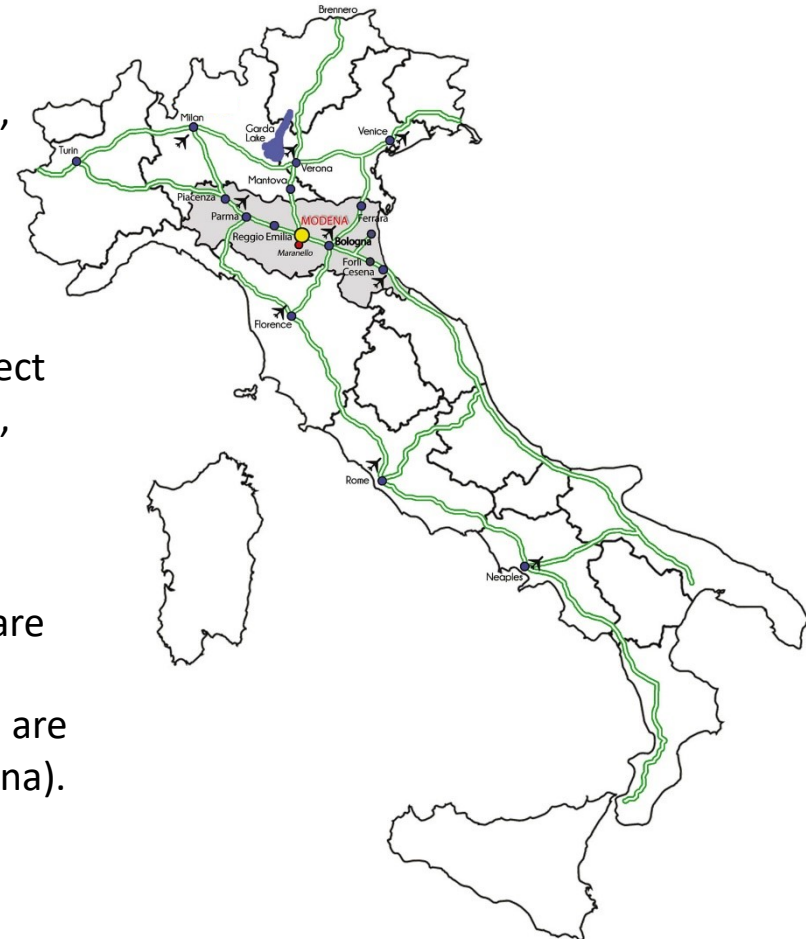 ,
ect
,
are
are
na).
Brennero
Milan
Garda
Lake
Venice
Turin
Verona
Mantova
Piacenza
Parma
MODENA
Ferrara
Reggio Emilia
Bologna
Maranello
Forlì
Cesena
Florence
Rome
Neaples